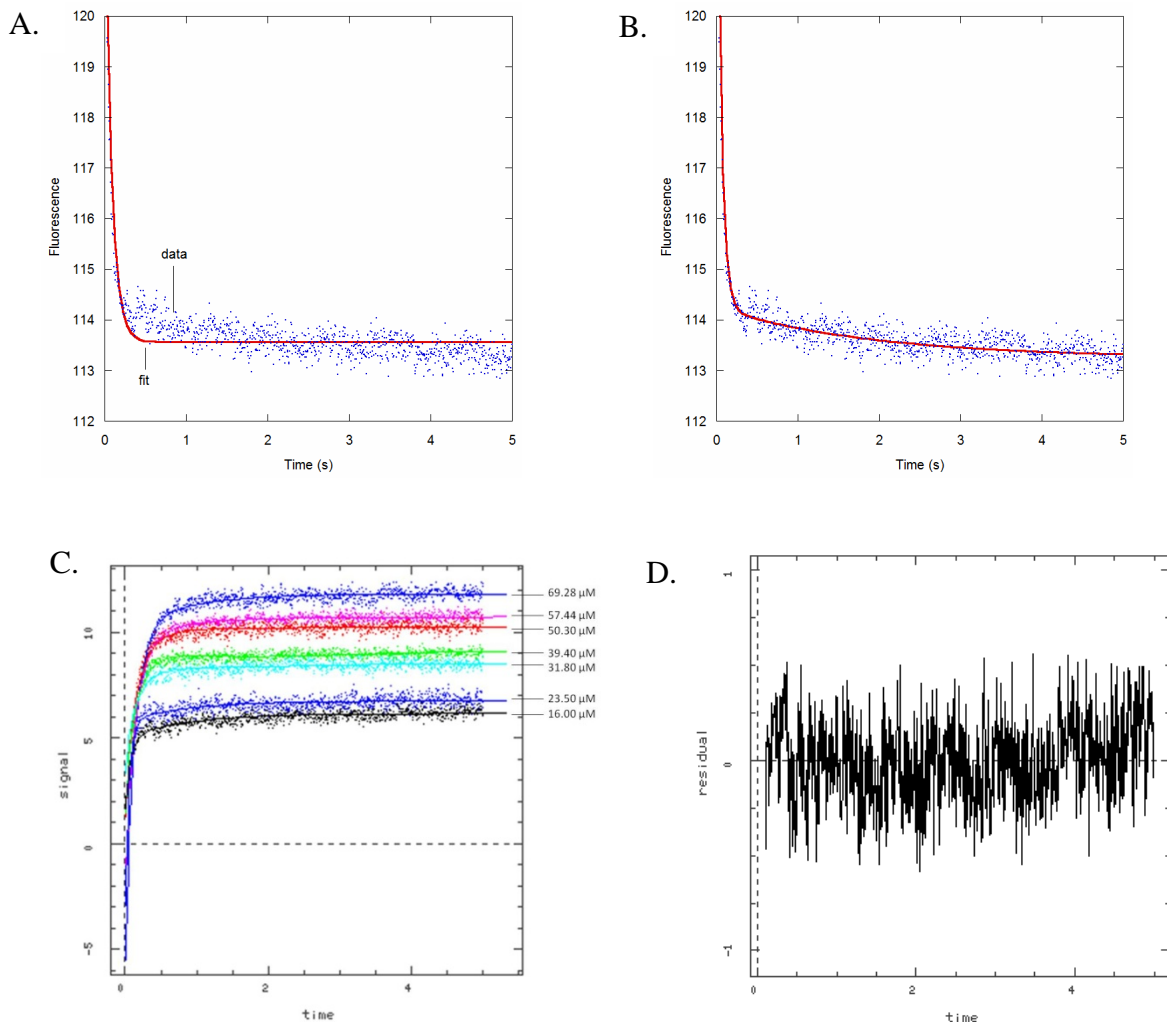 A.
120
119
118
117
116
115
114
113
112
Fluorescence
data
fit
0 1 2 3 4 5
Time (s)
B.
120
119
118
117
116
115
114
113
112
Fluorescence
0 1 2 3 4 5
Time (s)
C.
10
5
0
-5
signal
69.28 µM
57.44 µM
50.30 µM
39.40 µM
31.80 µM
23.50 µM
16.00 µM
0 2 4
time
D.
1
0
-1
residual
0 2 4
time